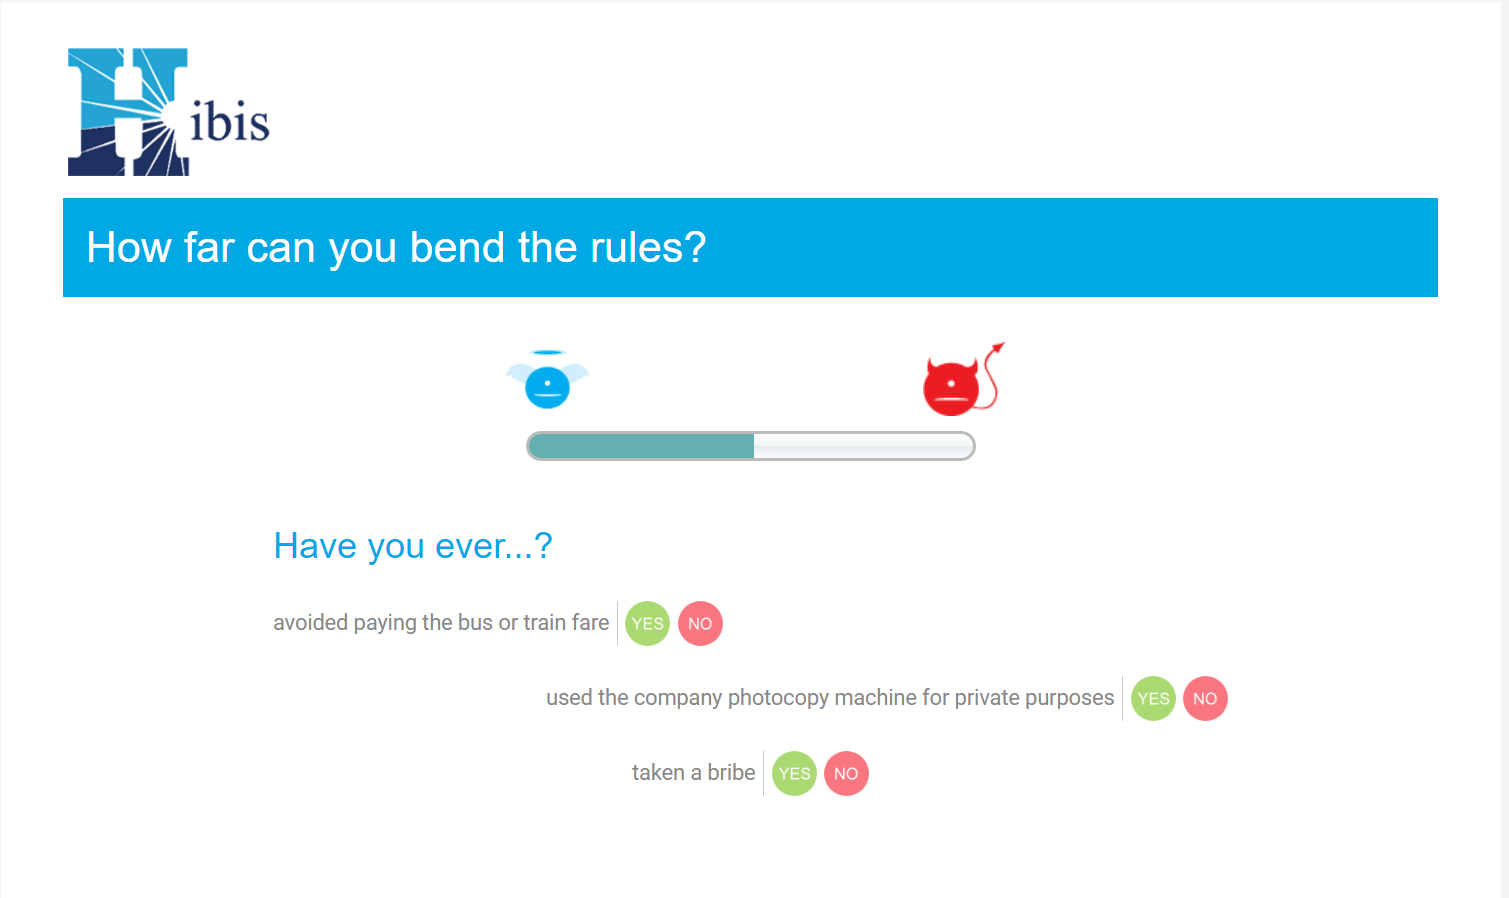 Hibis
How far can you bend the rules?
Have you ever...?
avoided paying the bus or train fare YES NO
used the company photocopy machine for private purposes YES NO
taken a bribe YES NO